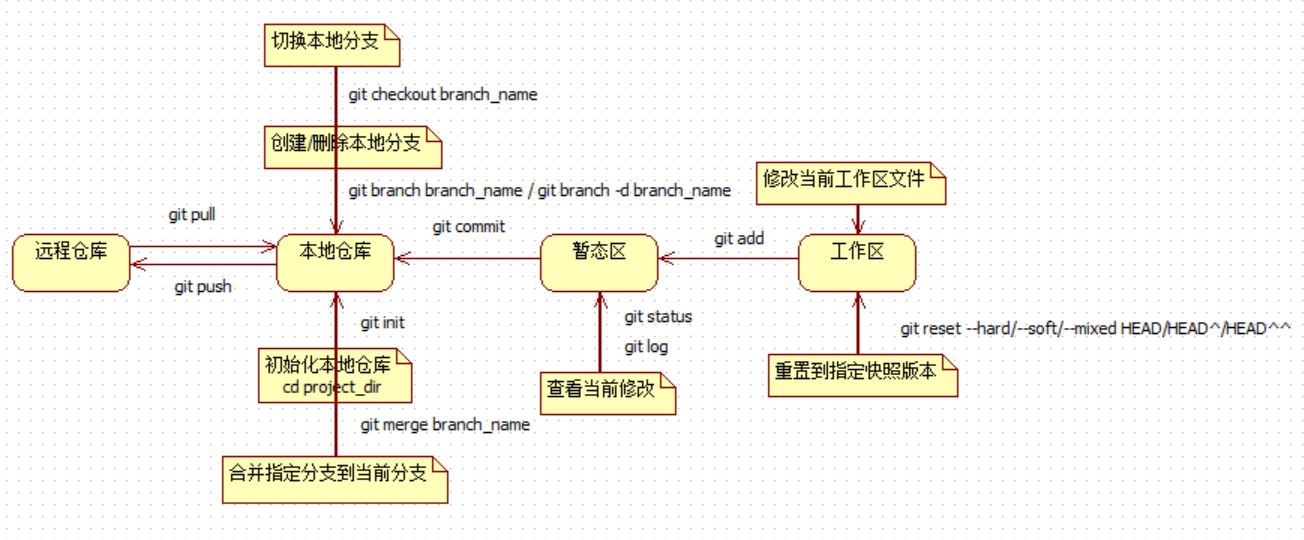 切换本地分支
git checkout branch_name
创建/删除本地分支
修改当前工作区文件
git branch branch_name / git branch -d branch_name
git pull
git commit
git add
远程仓库
本地仓库
暂态区
工作区
git push
git init
git status
git reset --hard/--soft/--mixed HEAD/HEAD^/HEAD^^
git log
初始化本地仓库
cd project_dir
重置到指定快照版本
查看当前修改
git merge branch_name
合并指定分支到当前分支